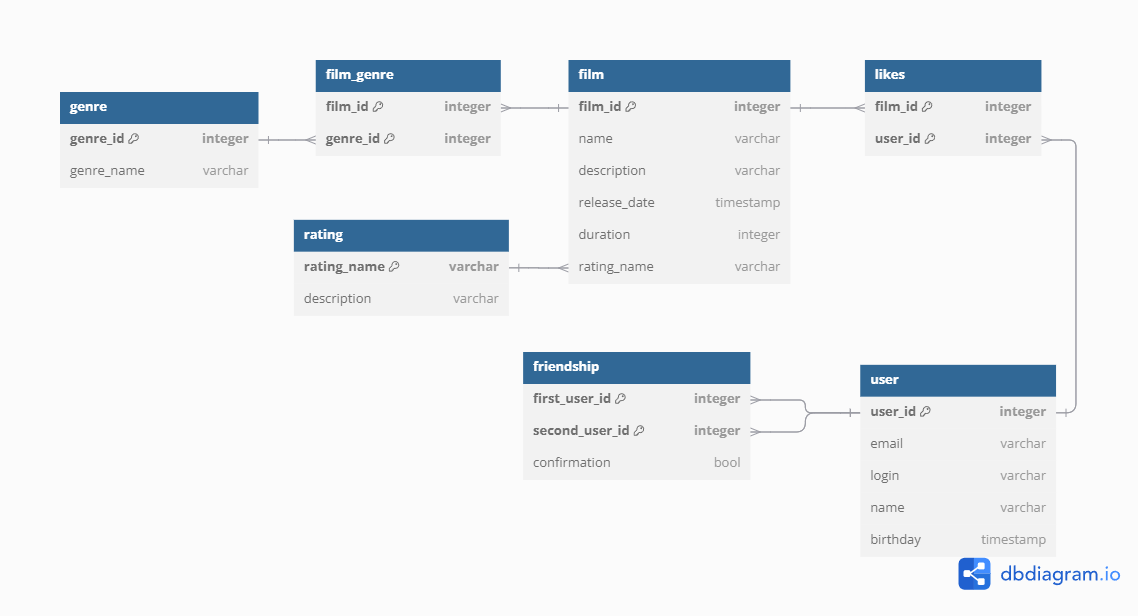 genre
genre_id integer
genre_name varchar
film_genre
film_id integer
genre_id integer
film
film_id integer
name varchar
description varchar
release_date timestamp
duration integer
rating_name varchar
likes
film_id integer
user_id integer
rating
rating_name varchar
description varchar
friendship
first_user_id integer
second_user_id integer
confirmation bool
user
user_id integer
email varchar
login varchar
name varchar
birthday timestamp
dbdiagram.io